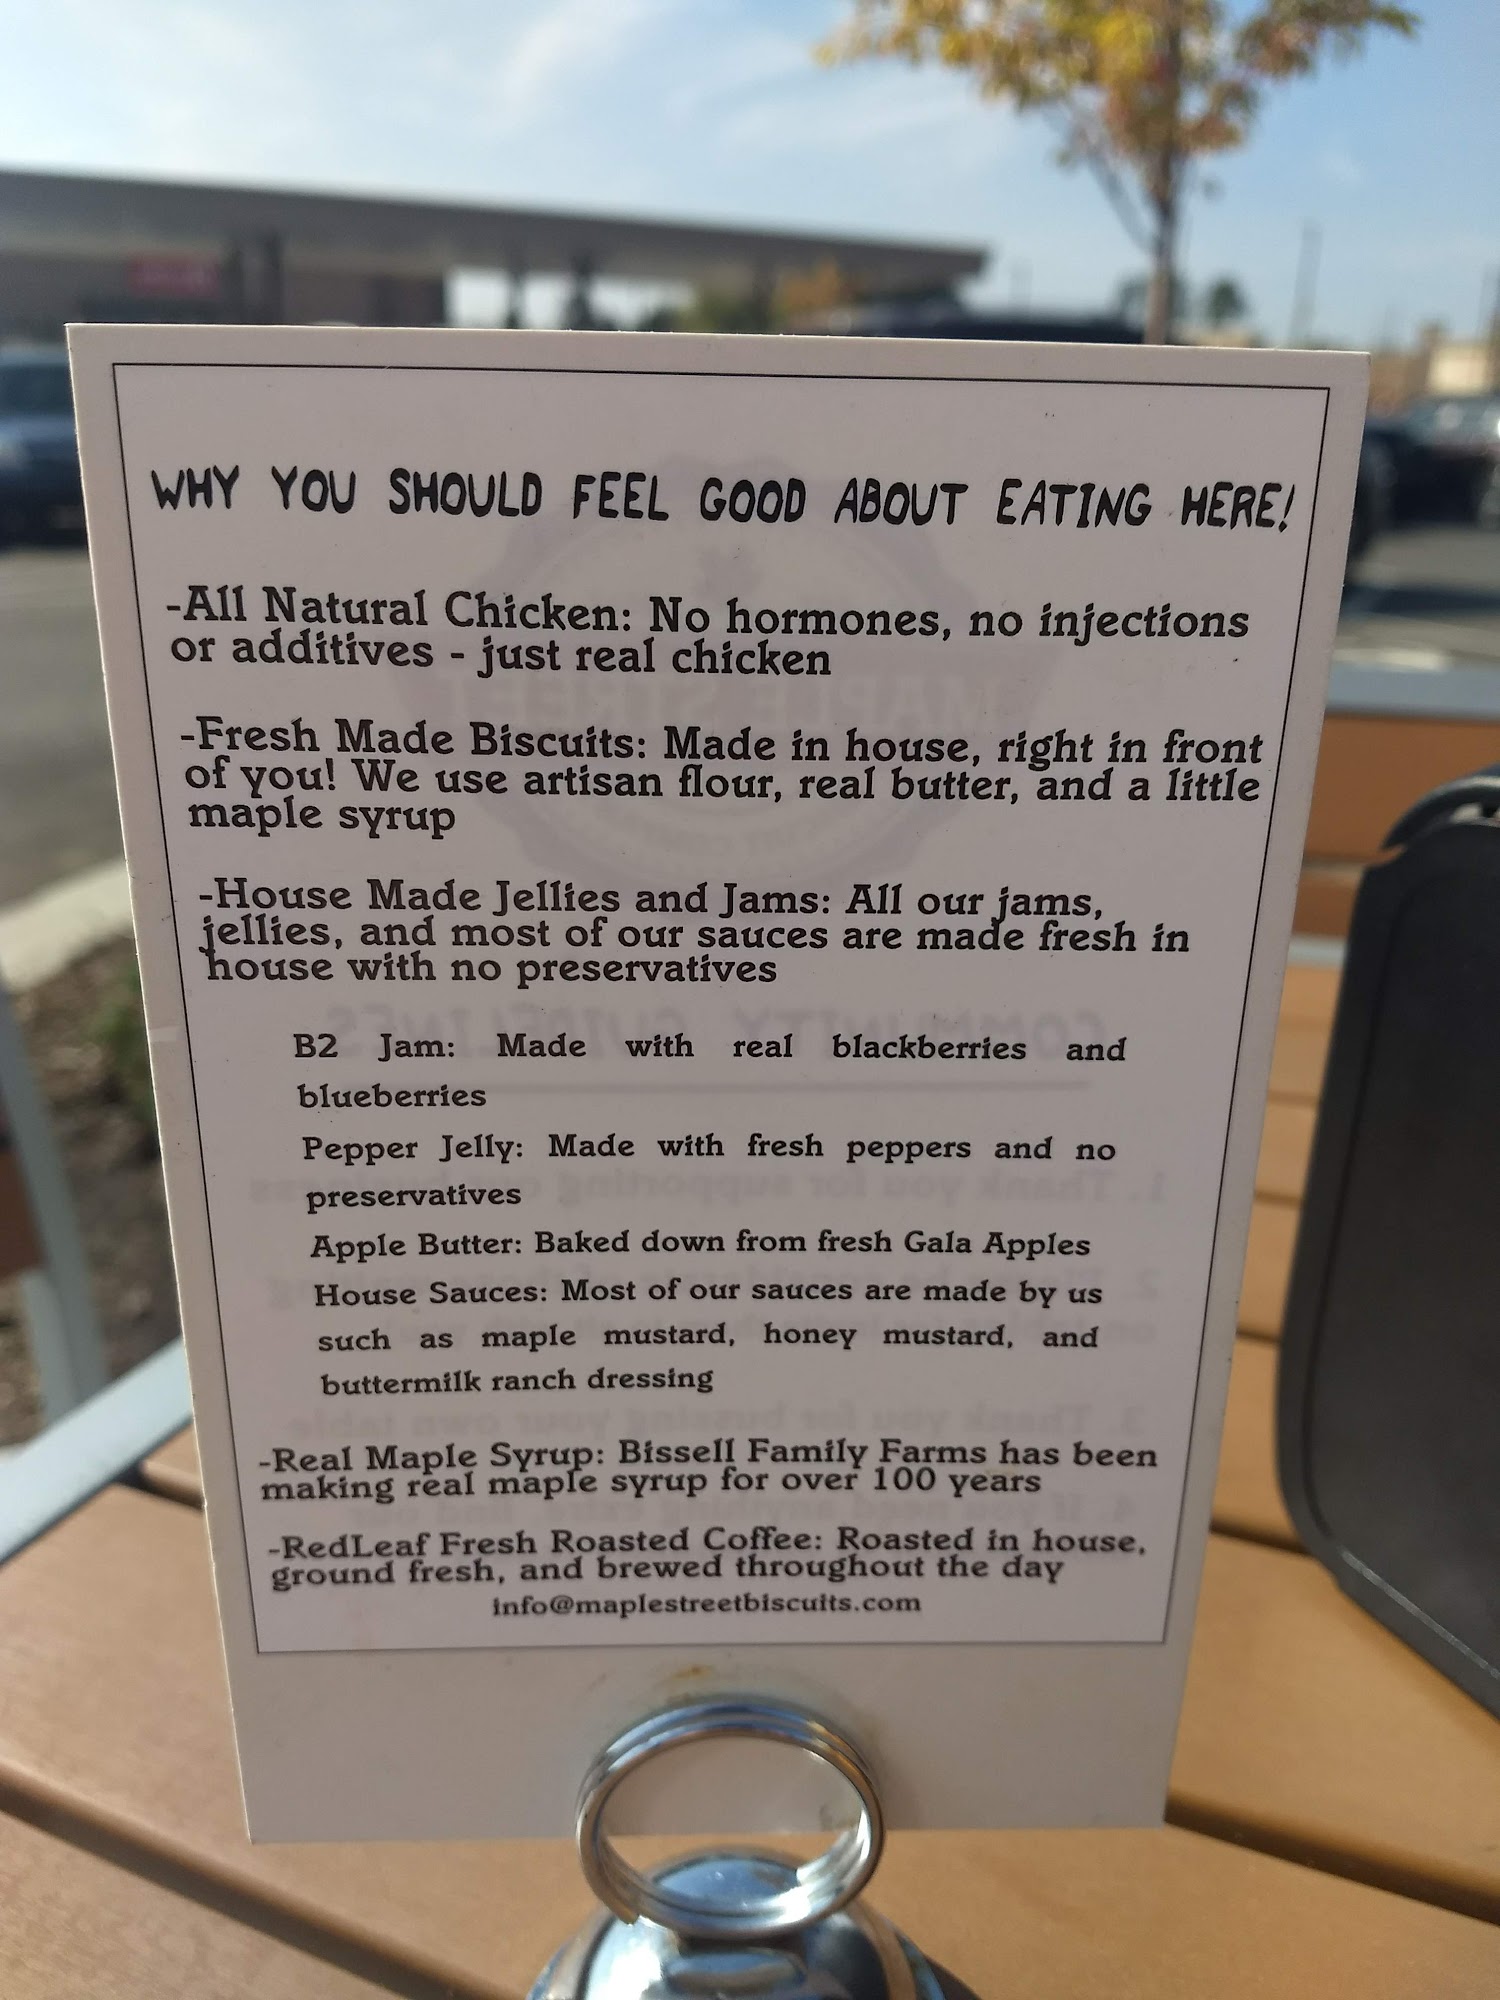 WHY YOU SHOULD FEEL GOOD ABOUT EATING HERE!
-All Natural Chicken: No hormones, no injections
or additives - just real chicken
-Fresh Made Biscuits: Made in house, right in front
of you! We use artisan flour, real butter, and a little
maple syrup
-House Made Jellies and Jams: All our jams,
jellies, and most of our sauces are made fresh in
house with no preservatives
B2 Jam: Made with real blackberries and
blueberries
Pepper Jelly: Made with fresh peppers and no
preservatives
Apple Butter: Baked down from fresh Gala Apples
House Sauces: Most of our sauces are made by us
such as maple mustard, honey mustard, and
buttermilk ranch dressing
-Real Maple Syrup: Bissell Family Farms has been
making real maple syrup for over 100 years
-RedLeaf Fresh Roasted Coffee: Roasted in house,
ground fresh, and brewed throughout the day
info@maplestreetbiscuits.com